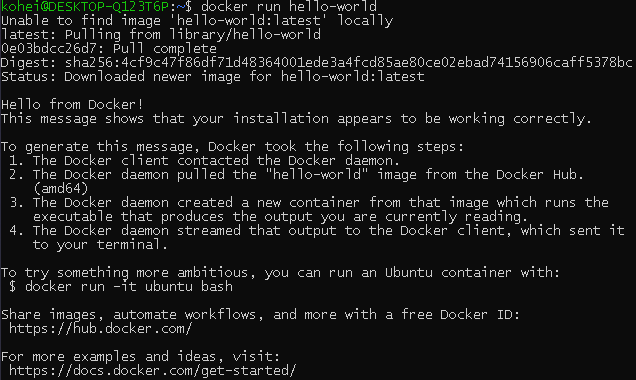 kohei@DESKTOP-Q123T6P:~$ docker run hello-world
Unable to find image 'hello-world:latest' locally
latest: Pulling from library/hello-world
0e03bdcc26d7: Pull complete
Digest: sha256:4cf9c47f86df71d48364001ede3a4fcd85ae80ce02ebad74156906caff5378bc
Status: Downloaded newer image for hello-world:latest

Hello from Docker!
This message shows that your installation appears to be working correctly.

To generate this message, Docker took the following steps:
 1. The Docker client contacted the Docker daemon.
 2. The Docker daemon pulled the "hello-world" image from the Docker Hub.
    (amd64)
 3. The Docker daemon created a new container from that image which runs the
    executable that produces the output you are currently reading.
 4. The Docker daemon streamed that output to the Docker client, which sent it
    to your terminal.

To try something more ambitious, you can run an Ubuntu container with:
 $ docker run -it ubuntu bash

Share images, automate workflows, and more with a free Docker ID:
 https://hub.docker.com/

For more examples and ideas, visit:
 https://docs.docker.com/get-started/